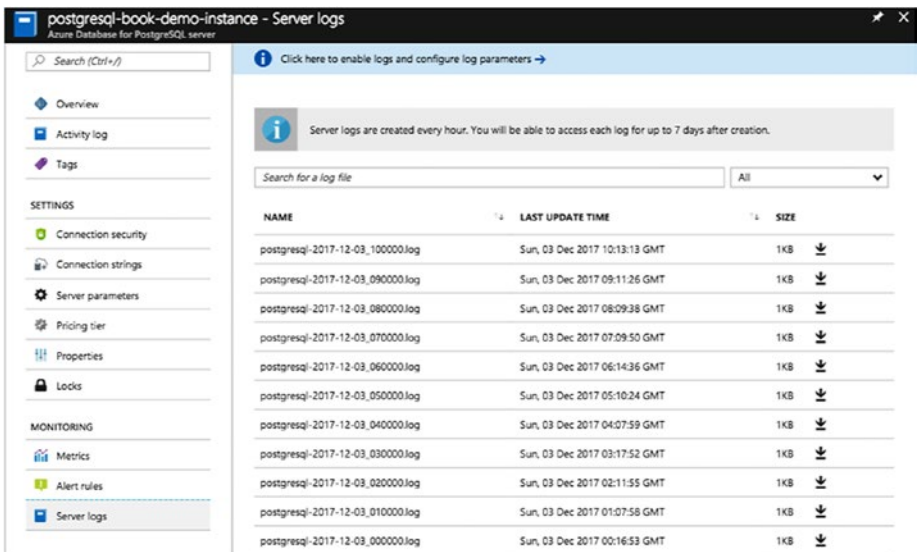 postgresql-book-demo-instance - Server logs
Azure Database for PostgreSQL server
Search (Ctrl+/)
Overview
Activity log
Tags
SETTINGS
Connection security
Connection strings
Server parameters
Pricing tier
Properties
Locks
MONITORING
Metrics
Alert rules
Server logs
Click here to enable logs and configure log parameters →
Server logs are created every hour. You will be able to access each log for up to 7 days after creation.
Search for a log file All
NAME LAST UPDATE TIME SIZE
postgresql-2017-12-03_100000.log Sun, 03 Dec 2017 10:13:13 GMT 1KB
postgresql-2017-12-03_090000.log Sun, 03 Dec 2017 09:11:26 GMT 1KB
postgresql-2017-12-03_080000.log Sun, 03 Dec 2017 08:09:38 GMT 1KB
postgresql-2017-12-03_070000.log Sun, 03 Dec 2017 07:09:50 GMT 1KB
postgresql-2017-12-03_060000.log Sun, 03 Dec 2017 06:14:36 GMT 1KB
postgresql-2017-12-03_050000.log Sun, 03 Dec 2017 05:10:24 GMT 1KB
postgresql-2017-12-03_040000.log Sun, 03 Dec 2017 04:07:59 GMT 1KB
postgresql-2017-12-03_030000.log Sun, 03 Dec 2017 03:17:52 GMT 1KB
postgresql-2017-12-03_020000.log Sun, 03 Dec 2017 02:11:55 GMT 1KB
postgresql-2017-12-03_010000.log Sun, 03 Dec 2017 01:07:58 GMT 1KB
postgresql-2017-12-03_000000.log Sun, 03 Dec 2017 00:16:53 GMT 1KB